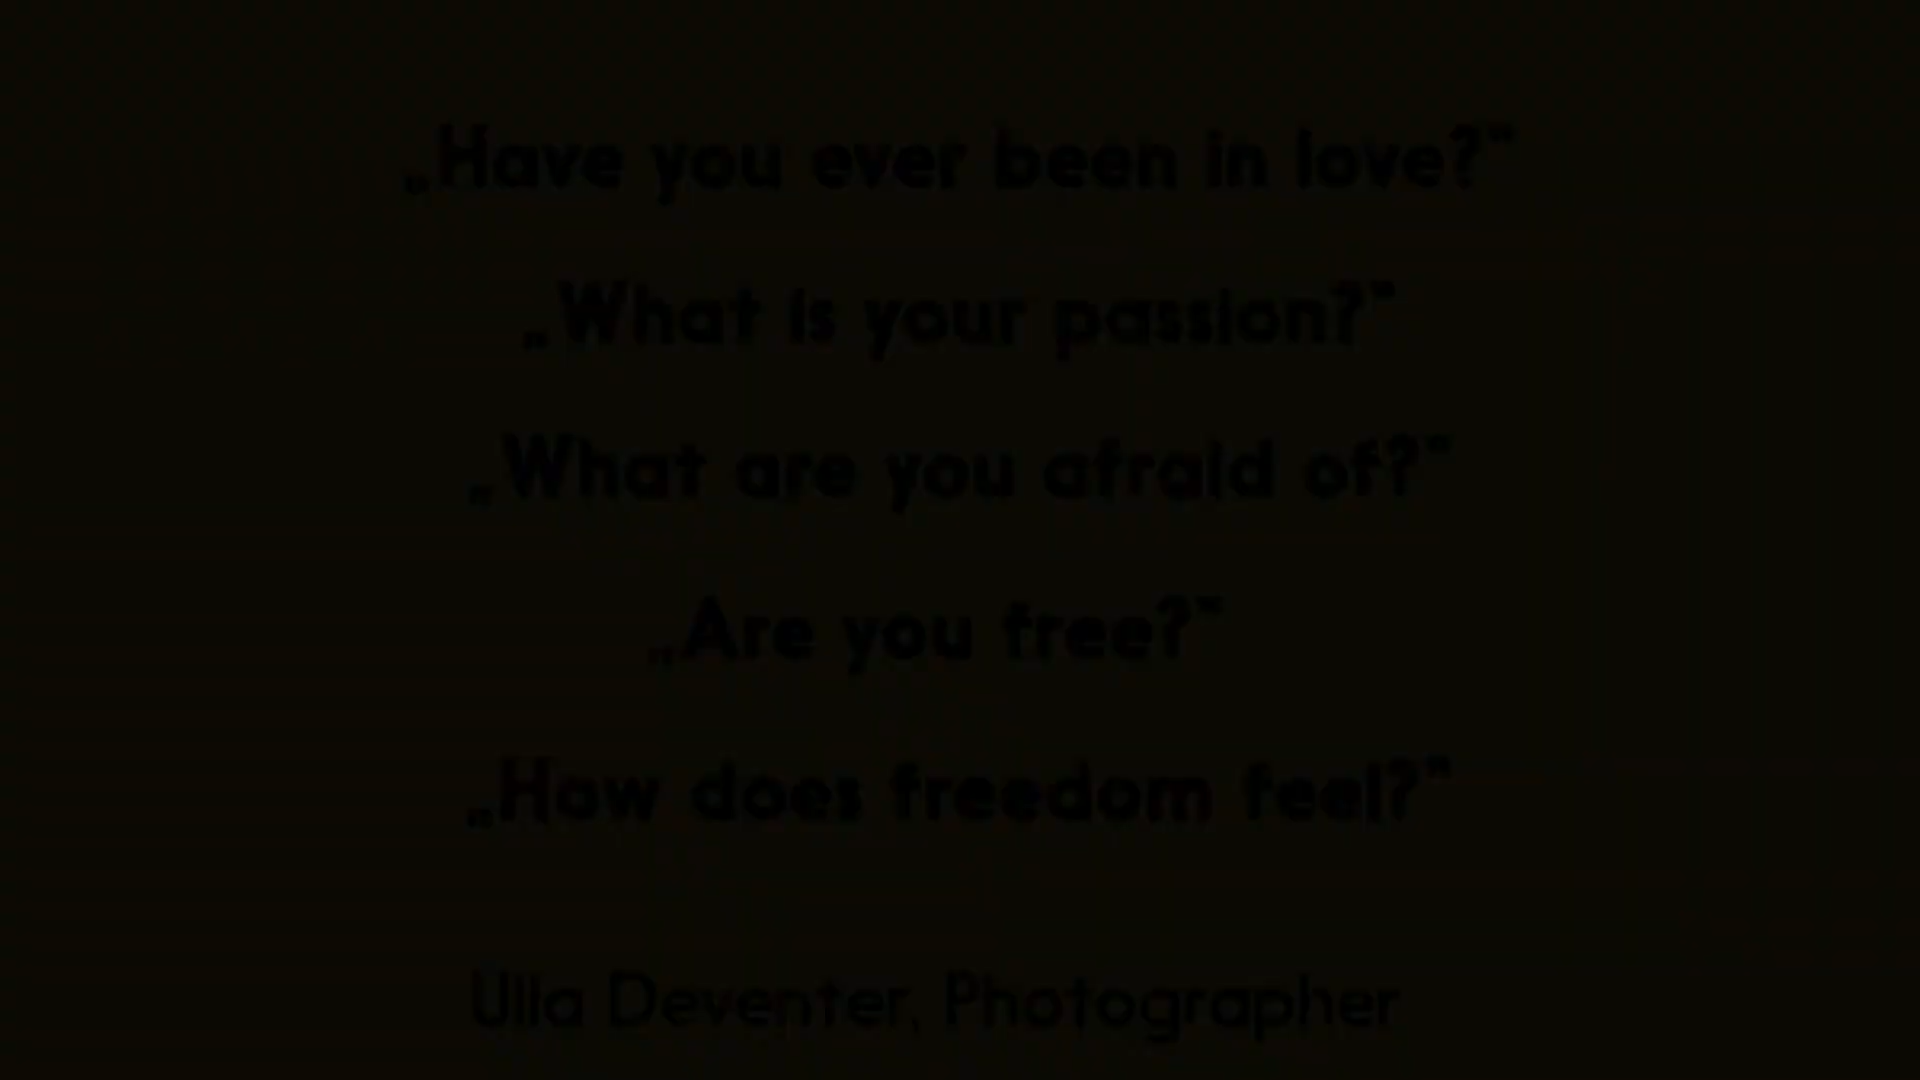 „Have you ever been in love?“
„What is your passion?“
„What are you afraid of?“
„Are you free?“
„How does freedom feel?“
Ulla Deventer, Photographer